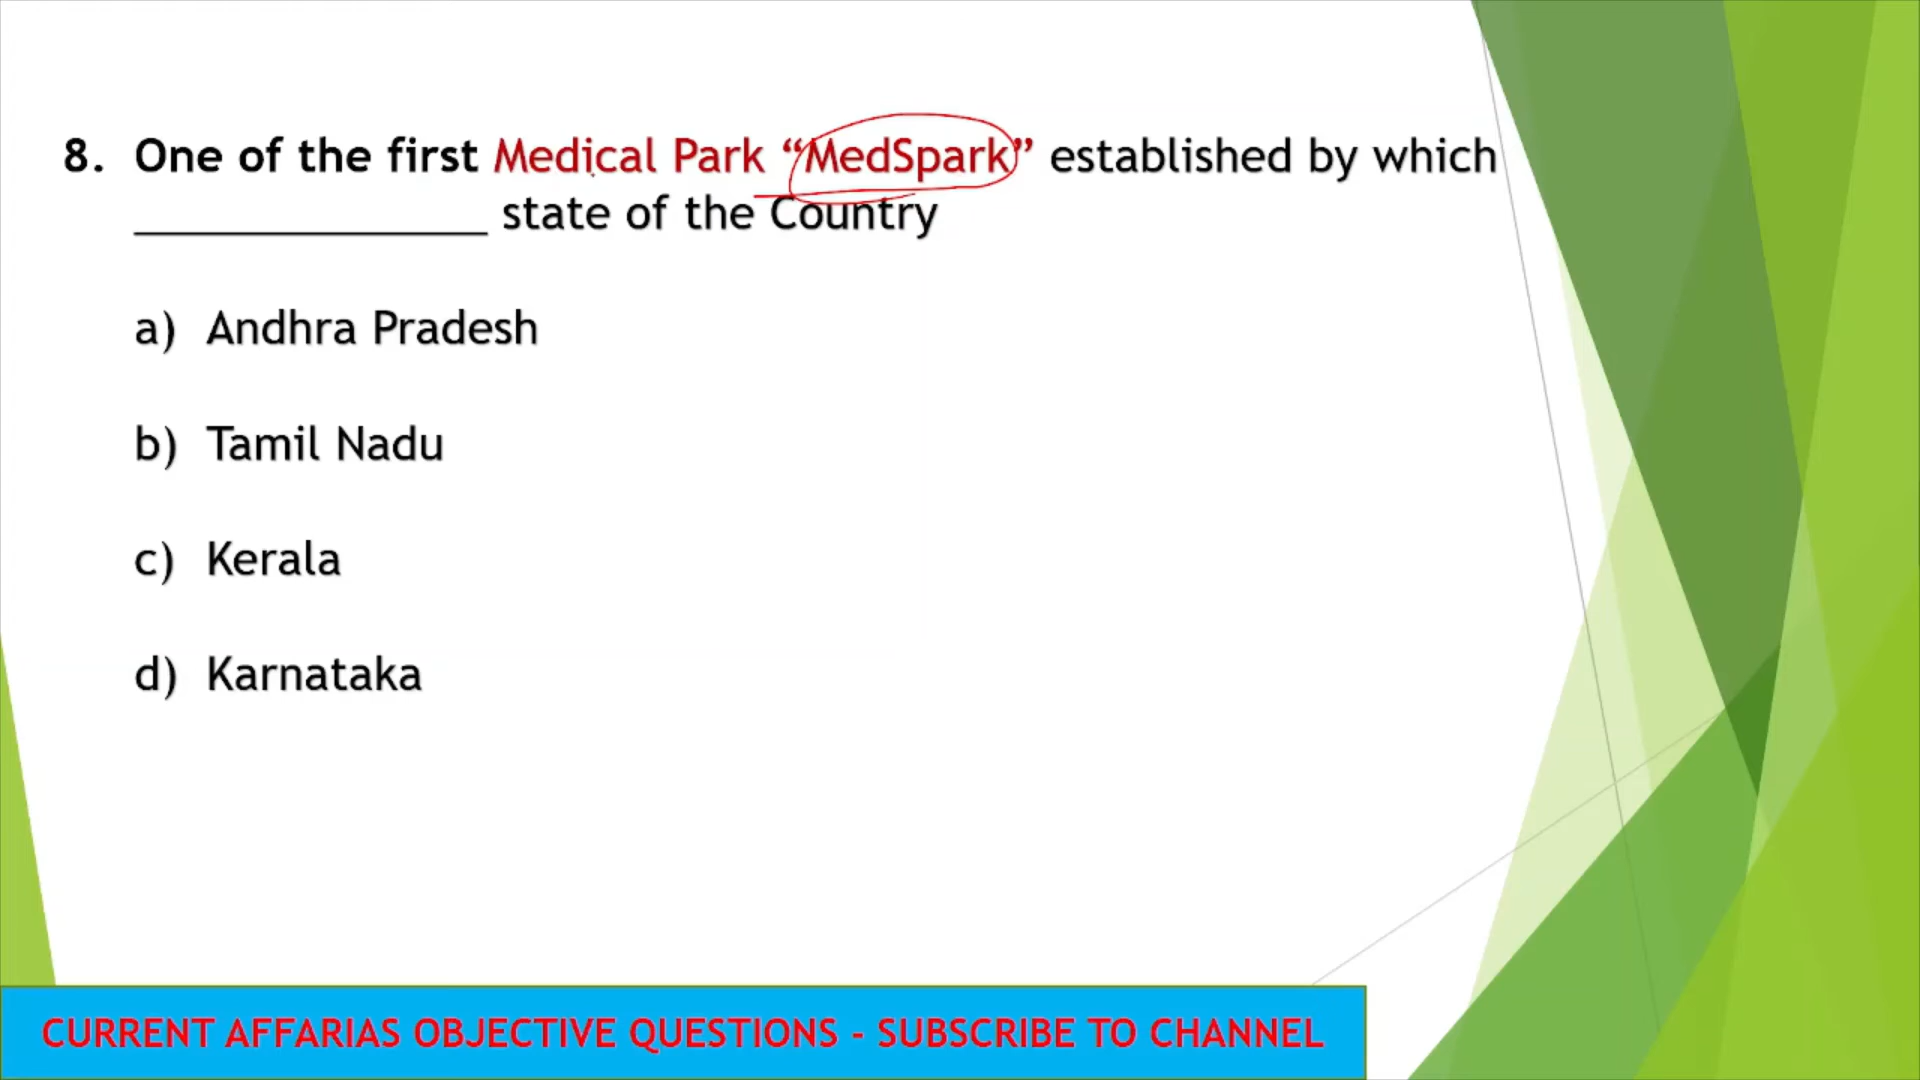 8. One of the first Medical Park “MedSpark” established by which
______________ state of the Country
a) Andhra Pradesh
b) Tamil Nadu
c) Kerala
d) Karnataka
CURRENT AFFARIAS OBJECTIVE QUESTIONS - SUBSCRIBE TO CHANNEL